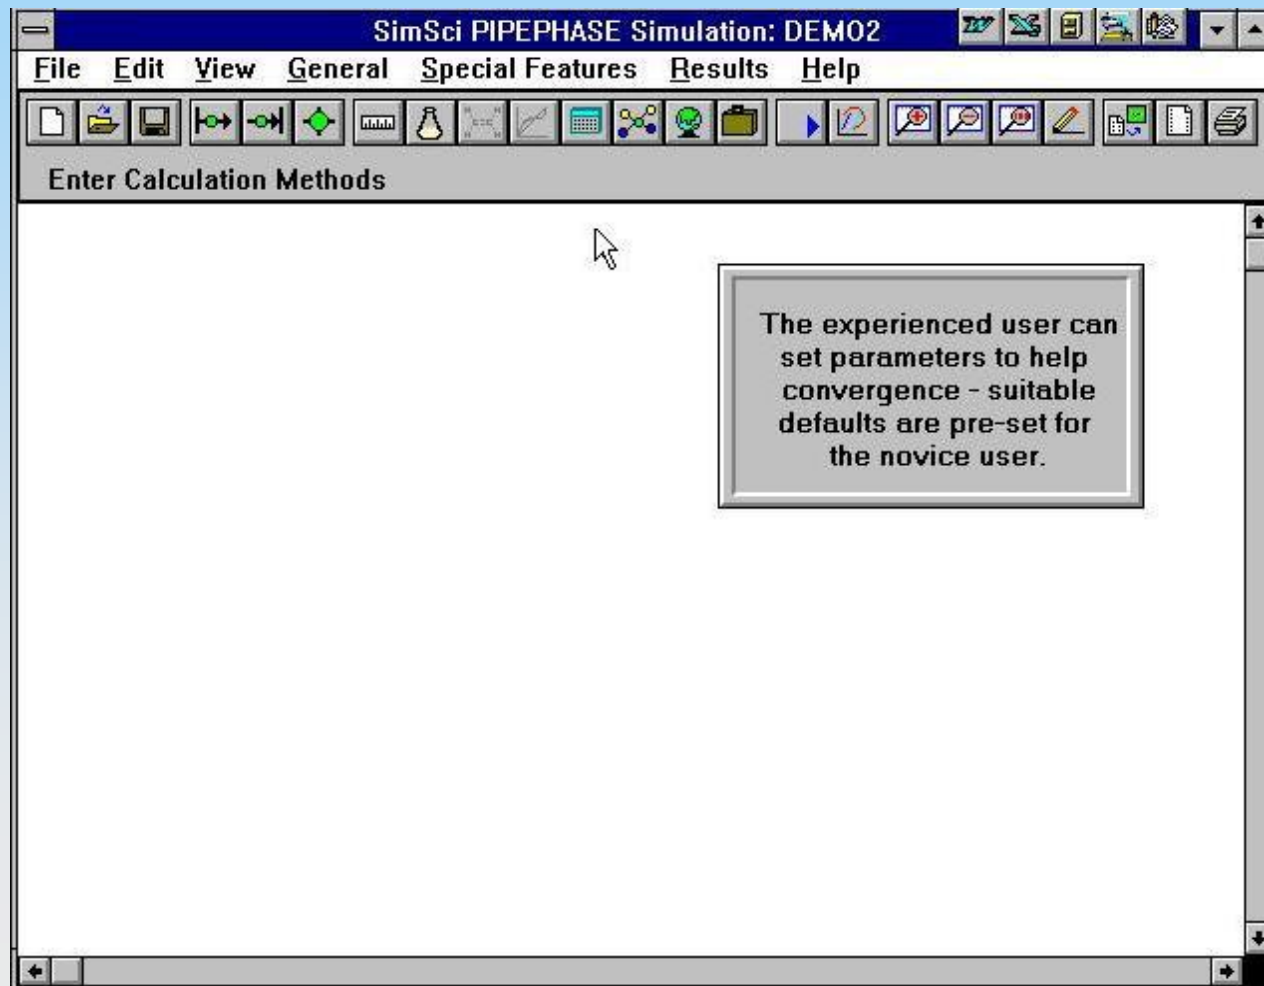 SimSci PIPEPHASE Simulation: DEMO2
File Edit View General Special Features Results Help
Enter Calculation Methods
The experienced user can
set parameters to help
convergence - suitable
defaults are pre-set for
the novice user.